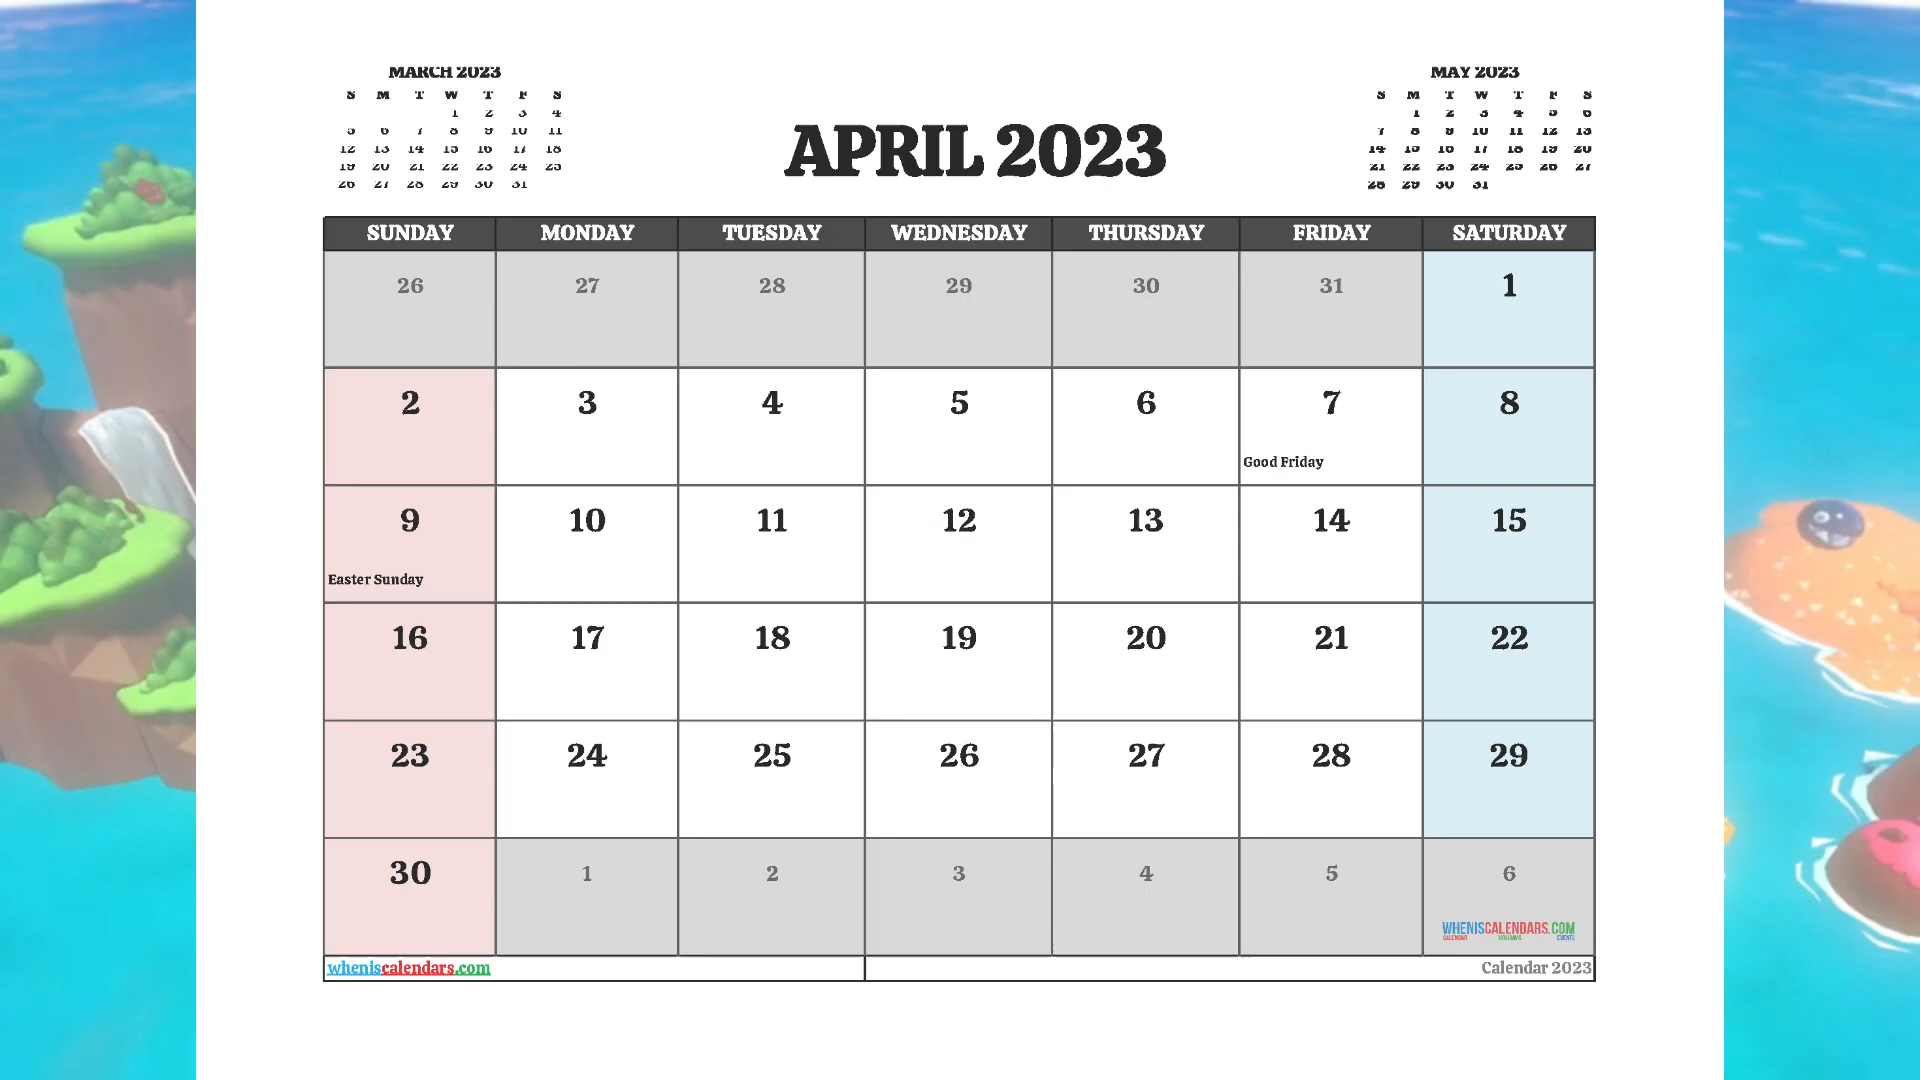 MARCH 2023
S M T W T F S
1 2 3 4
5 6 7 8 9 10 11
12 13 14 15 16 17 18
19 20 21 22 23 24 25
26 27 28 29 30 31
APRIL 2023
MAY 2023
S M T W T F S
1 2 3 4 5 6
7 8 9 10 11 12 13
14 15 16 17 18 19 20
21 22 23 24 25 26 27
28 29 30 31
SUNDAY MONDAY TUESDAY WEDNESDAY THURSDAY FRIDAY SATURDAY
26 27 28 29 30 31 1
2 3 4 5 6 7 8
Good Friday
9 10 11 12 13 14 15
Easter Sunday
16 17 18 19 20 21 22
23 24 25 26 27 28 29
30 1 2 3 4 5 6
WHENISCALENDARS.COM
CALENDAR HOLIDAYS EVENTS
wheniscalendars.com
Calendar 2023